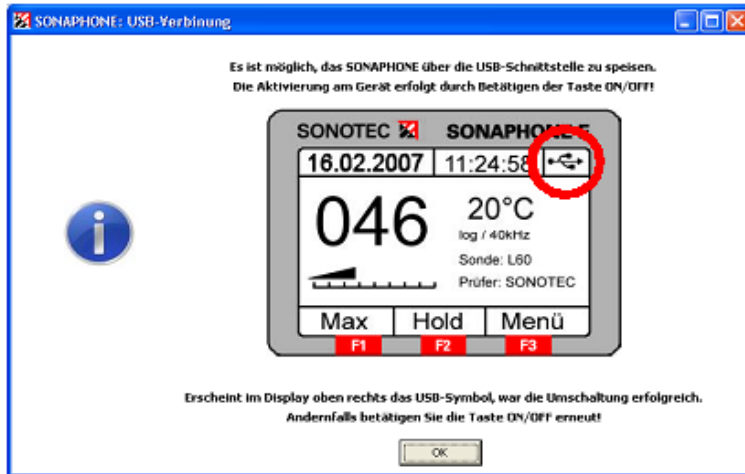 SONAPHONE: USB-Verbinung
Es ist möglich, das SONAPHONE über die USB-Schnittstelle zu speisen.
Die Aktivierung am Gerät erfolgt durch Betätigen der Taste ON/OFF!
SONOTEC SONAPHONE E
16.02.2007 11:24:58
046 20°C
log / 40kHz
Sonde: L60
Prüfer: SONOTEC
Max Hold Menü
F1 F2 F3
Erscheint im Display oben rechts das USB-Symbol, war die Umschaltung erfolgreich.
Andernfalls betätigen Sie die Taste ON/OFF erneut!
OK